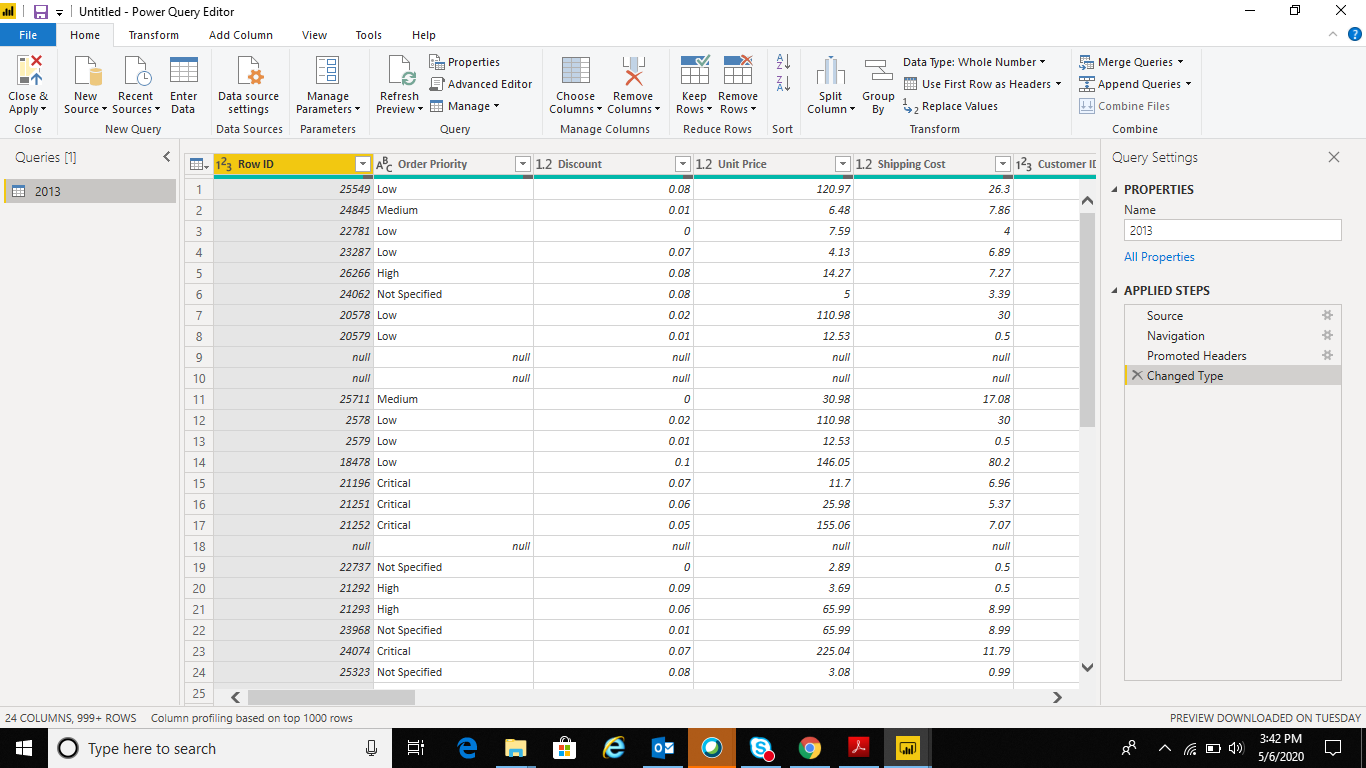 Untitled - Power Query Editor
File Home Transform Add Column View Tools Help
Close & Apply
New Source
Recent Sources
Enter Data
Data source settings
Manage Parameters
Refresh Preview
Properties
Advanced Editor
Manage
Choose Columns
Remove Columns
Keep Rows
Remove Rows
Split Column
Group By
Data Type: Whole Number
Use First Row as Headers
Replace Values
Merge Queries
Append Queries
Combine Files
Close New Query Data Sources Parameters Query Manage Columns Reduce Rows Sort Transform Combine
Queries [1]
2013
Row ID Order Priority 1.2 Discount 1.2 Unit Price 1.2 Shipping Cost 123 Customer ID
1 25549 Low 0.08 120.97 26.3
2 24845 Medium 0.01 6.48 7.86
3 22781 Low 0 7.59 4
4 23287 Low 0.07 4.13 6.89
5 26266 High 0.08 14.27 7.27
6 24062 Not Specified 0.08 5 3.39
7 20578 Low 0.02 110.98 30
8 20579 Low 0.01 12.53 0.5
9 null null null null null
10 null null null null null
11 25711 Medium 0 30.98 17.08
12 2578 Low 0.02 110.98 30
13 2579 Low 0.01 12.53 0.5
14 18478 Low 0.1 146.05 80.2
15 21196 Critical 0.07 11.7 6.96
16 21251 Critical 0.06 25.98 5.37
17 21252 Critical 0.05 155.06 7.07
18 null null null null null
19 22737 Not Specified 0 2.89 0.5
20 21292 High 0.09 3.69 0.5
21 21293 High 0.06 65.99 8.99
22 23968 Not Specified 0.01 65.99 8.99
23 24074 Critical 0.07 225.04 11.79
24 25323 Not Specified 0.08 3.08 0.99
25
Query Settings
PROPERTIES
Name
2013
All Properties
APPLIED STEPS
Source
Navigation
Promoted Headers
Changed Type
24 COLUMNS, 999+ ROWS Column profiling based on top 1000 rows
PREVIEW DOWNLOADED ON TUESDAY
Type here to search
3:42 PM
5/6/2020